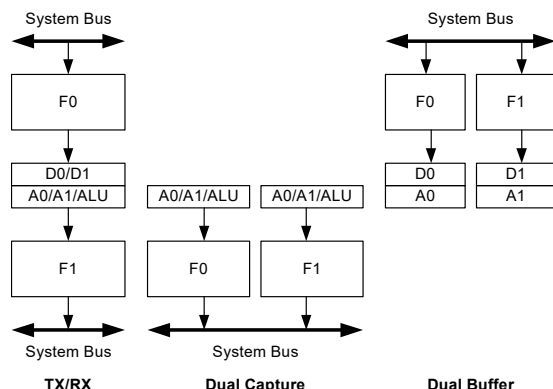 System Bus
System Bus
F0
F0
F1
D0/D1
D0
D1
A0/A1/ALU
A0/A1/ALU
A0/A1/ALU
A0
A1
F1
F0
F1
System Bus
System Bus
TX/RX
Dual Capture
Dual Buffer